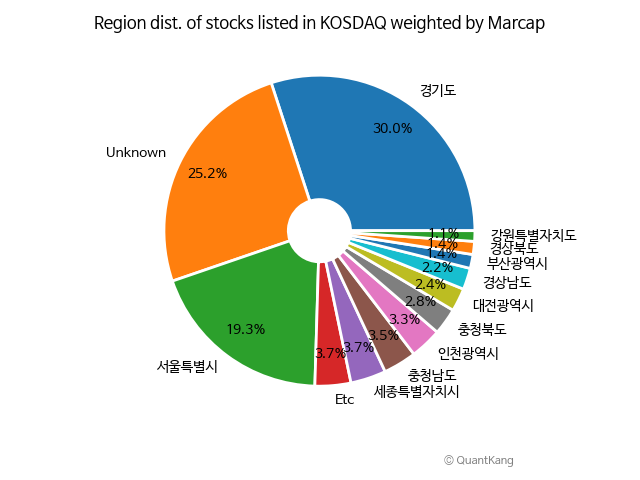 Region dist. of stocks listed in KOSDAQ weighted by Marcap
경기도
30.0%
Unknown
25.2%
서울특별시
19.3%
Etc
3.7%
세종특별자치시
3.7%
충청남도
3.5%
인천광역시
3.3%
충청북도
2.8%
대전광역시
2.4%
경상남도
2.2%
부산광역시
1.4%
경상북도
1.4%
강원특별자치도
1.1%
© QuantKang